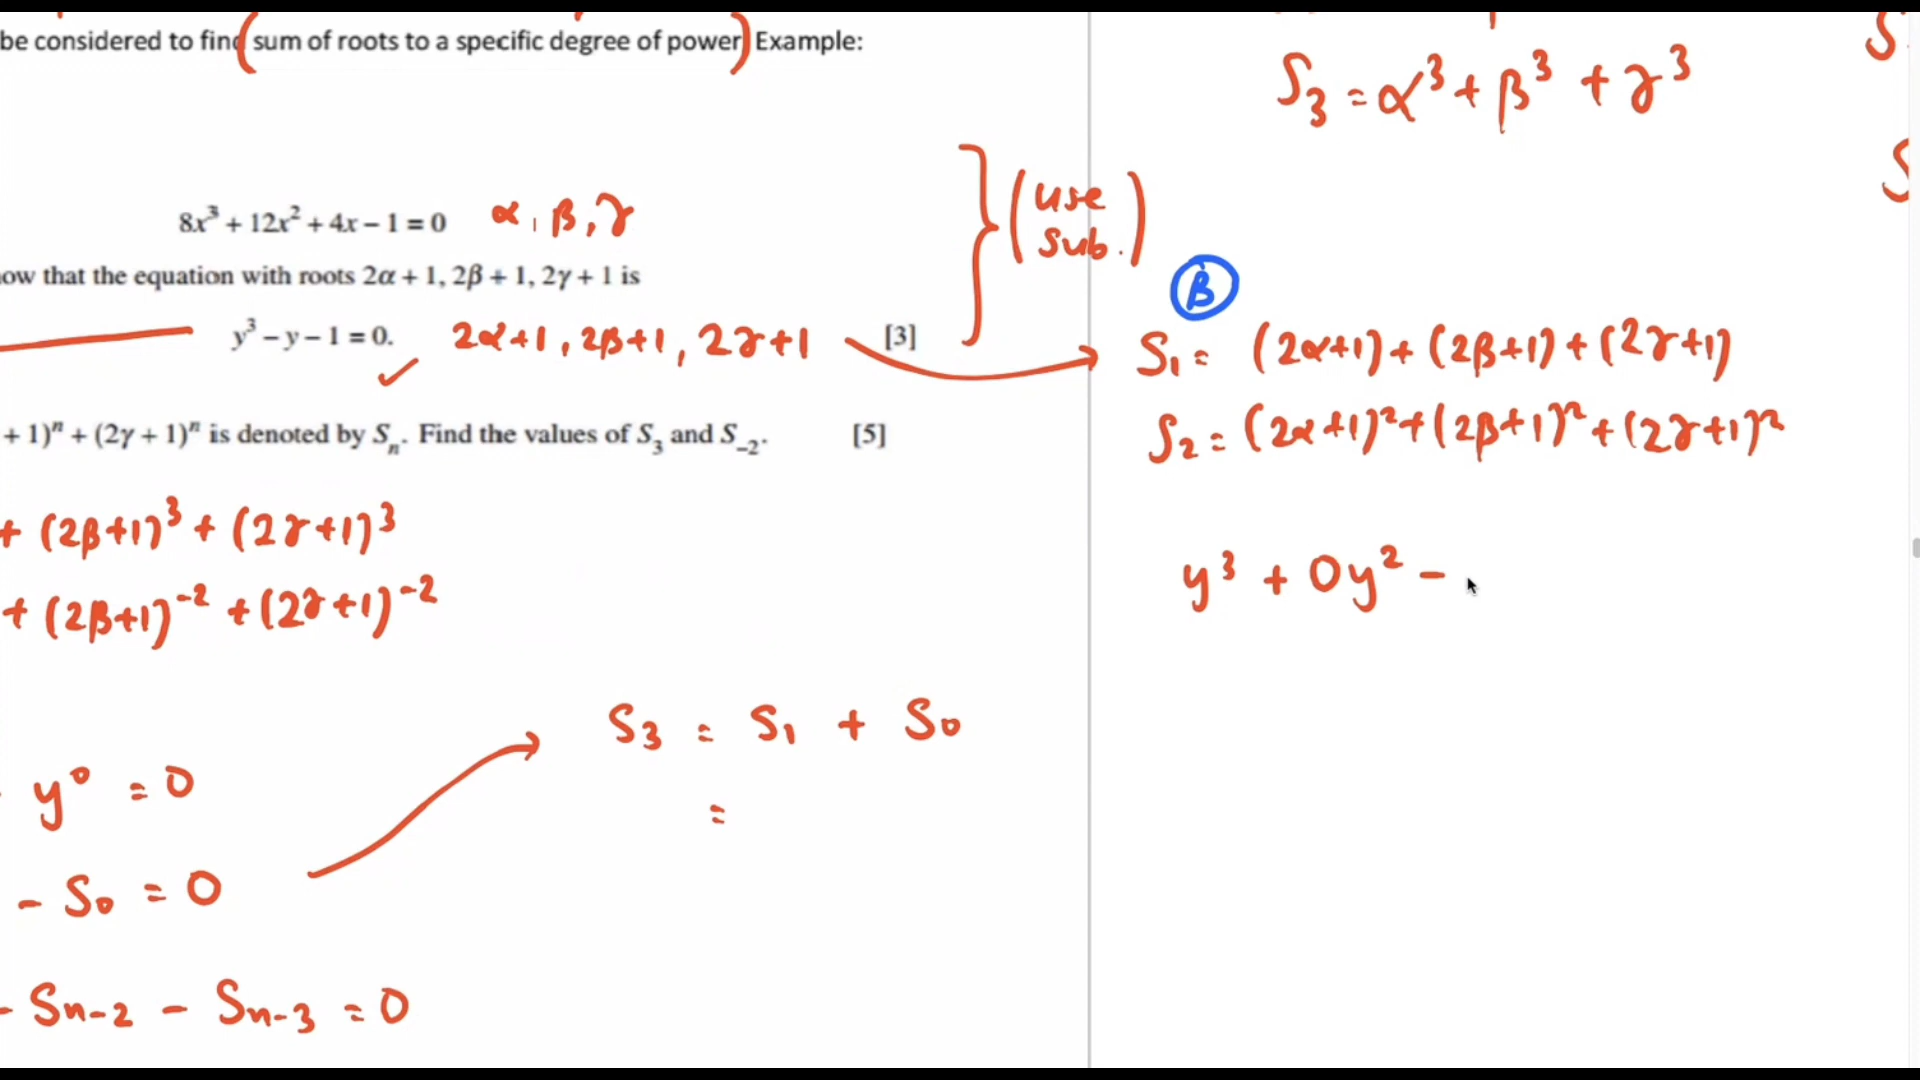 be considered to find (sum of roots to a specific degree of power) Example:
8x³ + 12x² + 4x − 1 = 0 α, β, γ
ow that the equation with roots 2α + 1, 2β + 1, 2γ + 1 is
y³ − y − 1 = 0. 2α+1, 2β+1, 2γ+1 [3]
(use sub.)
+ 1)ⁿ + (2γ + 1)ⁿ is denoted by Sₙ. Find the values of S₃ and S₋₂. [5]
+ (2β+1)³ + (2γ+1)³
+ (2β+1)⁻² + (2γ+1)⁻²
S₃ = S₁ + S₀
=
y⁰ = 0
- S₀ = 0
- Sn-2 - Sn-3 = 0
S₃ = α³ + β³ + γ³
β
S₁ = (2α+1) + (2β+1) + (2γ+1)
S₂ = (2α+1)² + (2β+1)² + (2γ+1)²
y³ + 0y² -